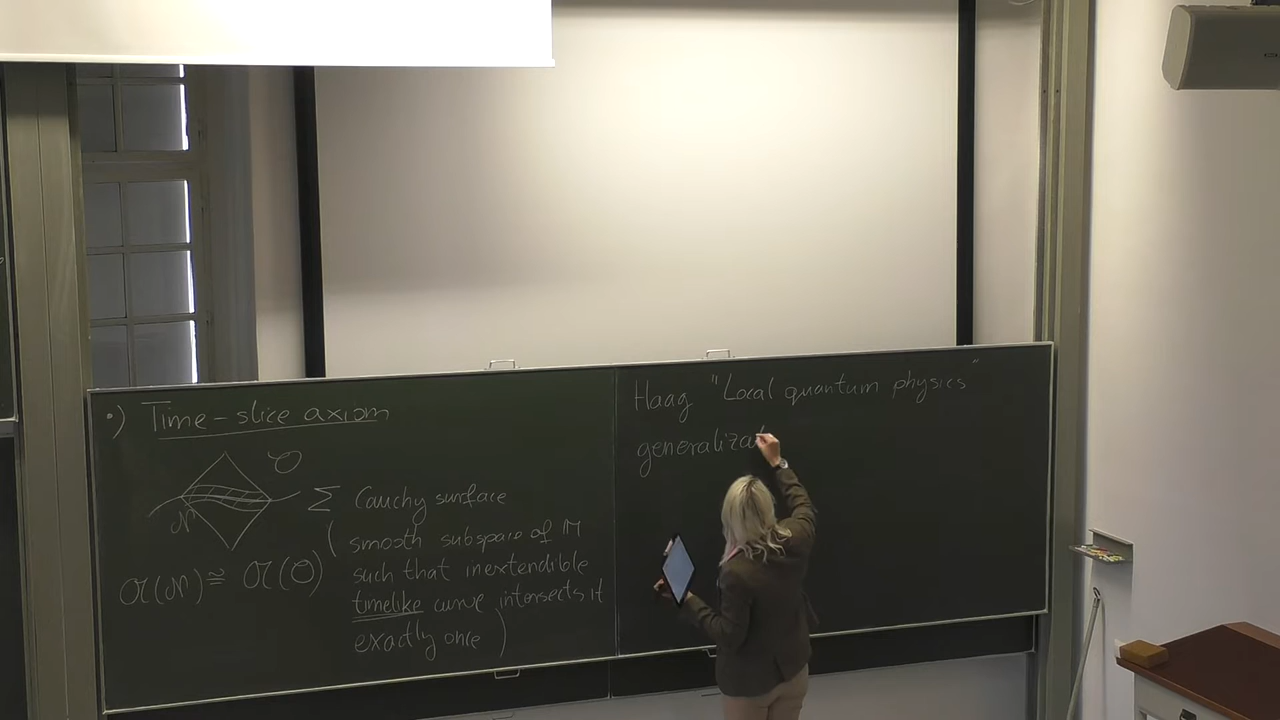 •) Time-slice axiom
O
Σ Cauchy surface
N
(smooth subspace of M
such that inextendible
𝔄(N) ≅ 𝔄(O)
timelike curve intersects it
exactly once)
Haag "Local quantum physics"
generaliza